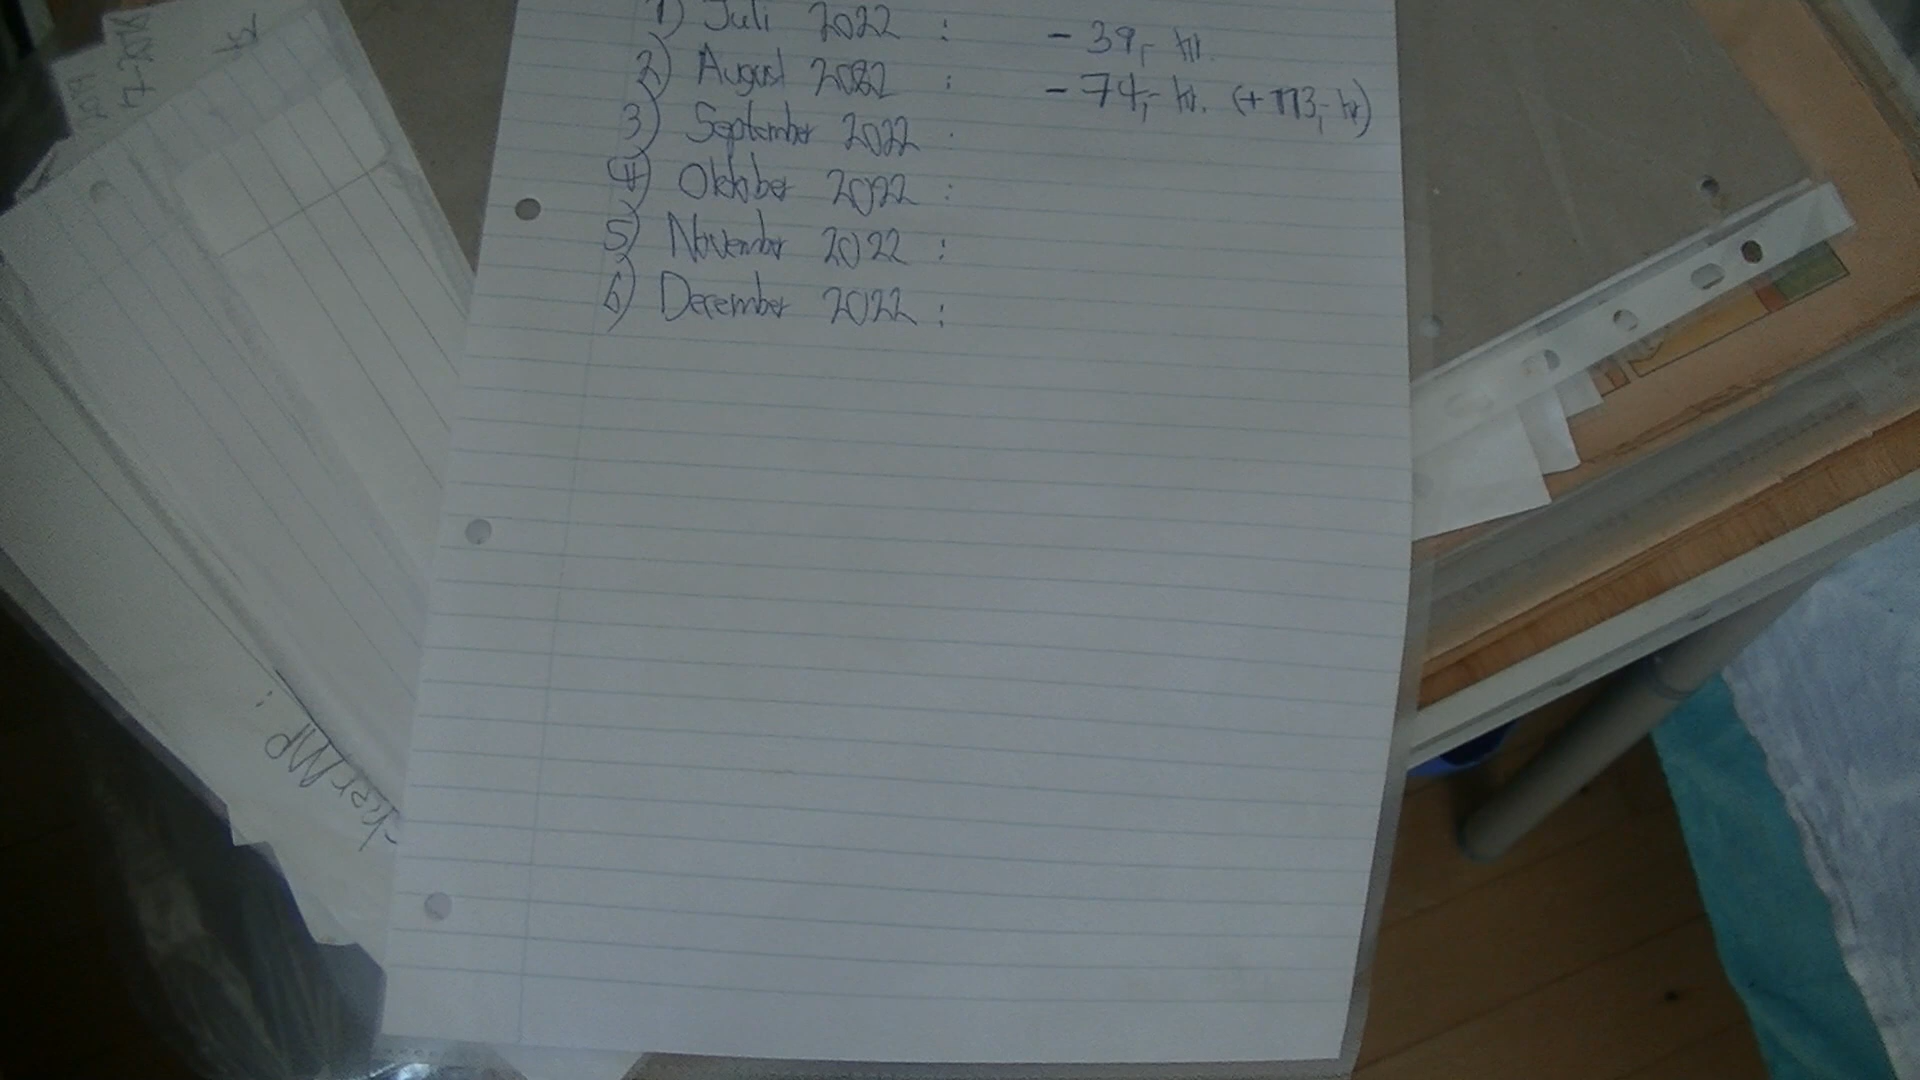 1) Juli 2022 : - 39,- kr.
2) August 2022 : - 74,- kr. (+ 113,- kr)
3) September 2022 .
4) Oktober 2022 :
5) November 2022 :
6) December 2022 :